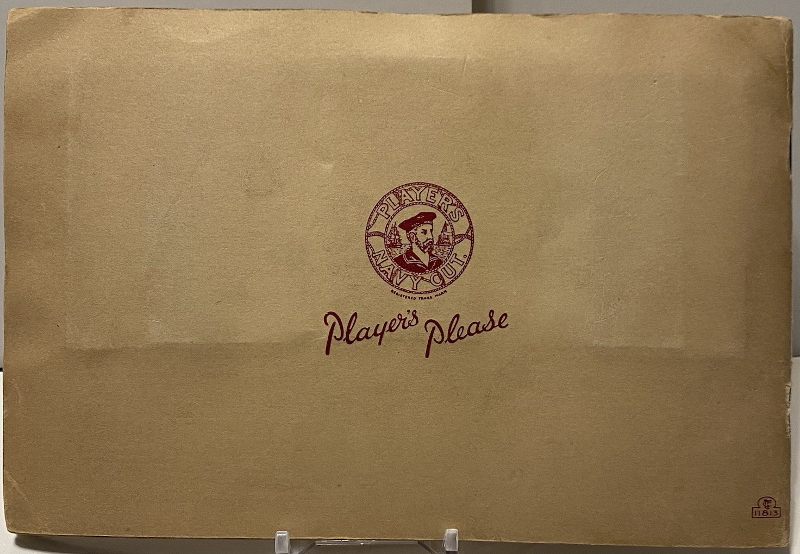 PLAYER'S
NAVY CUT.
REGISTERED TRADE MARK
Player's Please
11813